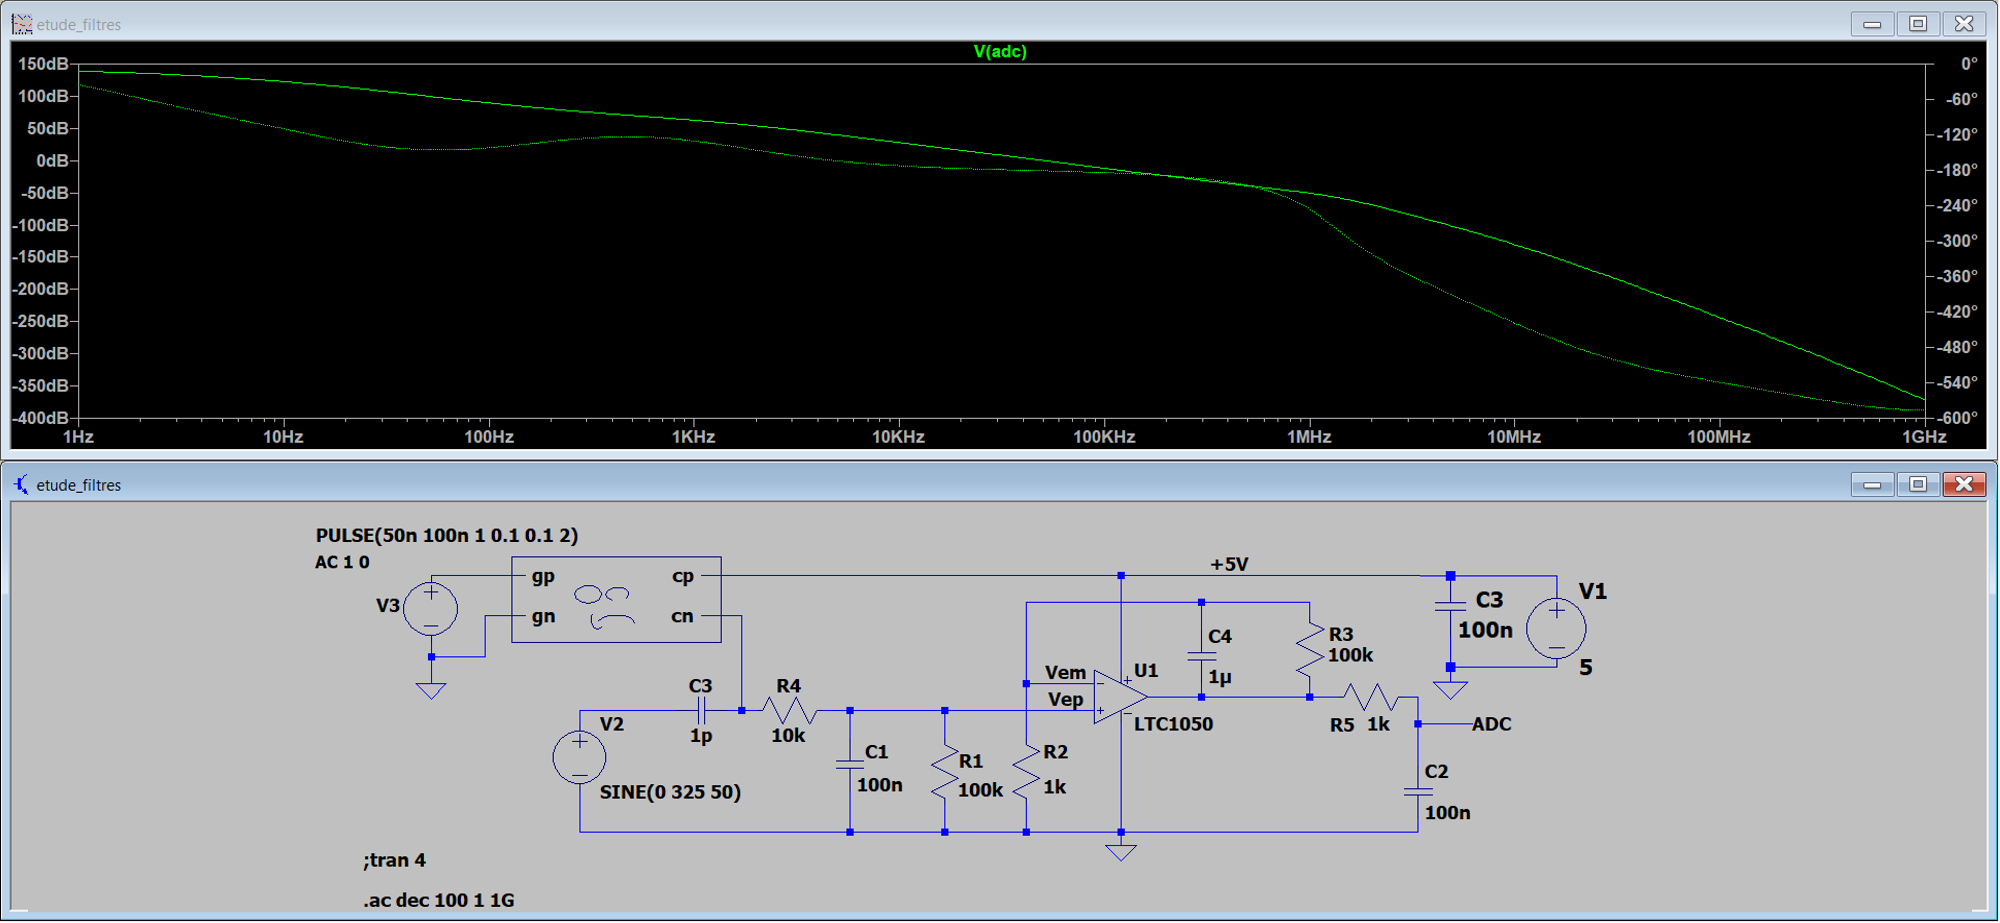 etude_filtres
V(adc)
150dB
100dB
50dB
0dB
-50dB
-100dB
-150dB
-200dB
-250dB
-300dB
-350dB
-400dB
0°
-60°
-120°
-180°
-240°
-300°
-360°
-420°
-480°
-540°
-600°
1Hz 10Hz 100Hz 1KHz 10KHz 100KHz 1MHz 10MHz 100MHz 1GHz
etude_filtres
PULSE(50n 100n 1 0.1 0.1 2)
AC 1 0
V3
gp
gn
cp
cn
+5V
C3
100n
V1
5
C4
1µ
R3
100k
Vem
Vep
U1
LTC1050
C3
1p
R4
10k
V2
SINE(0 325 50)
C1
100n
R1
100k
R2
1k
R5 1k
ADC
C2
100n
;tran 4
.ac dec 100 1 1G